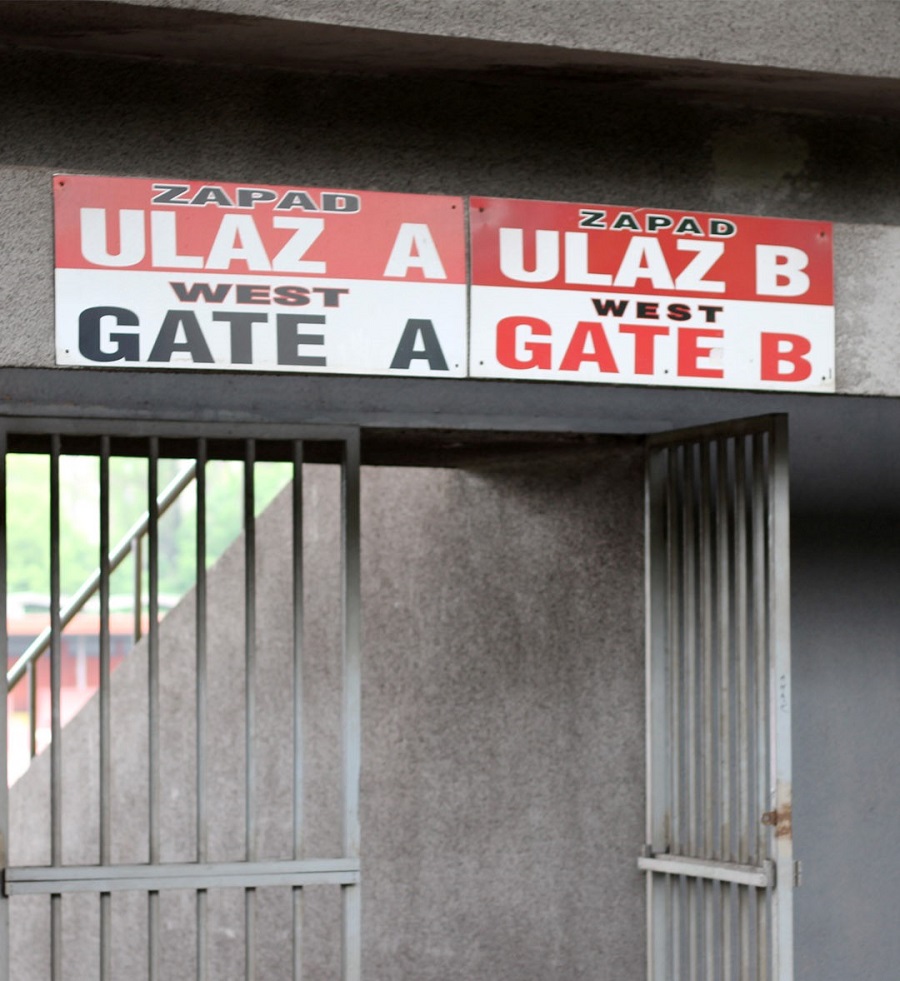 ZAPAD
ULAZ A
WEST
GATE A
ZAPAD
ULAZ B
WEST
GATE B